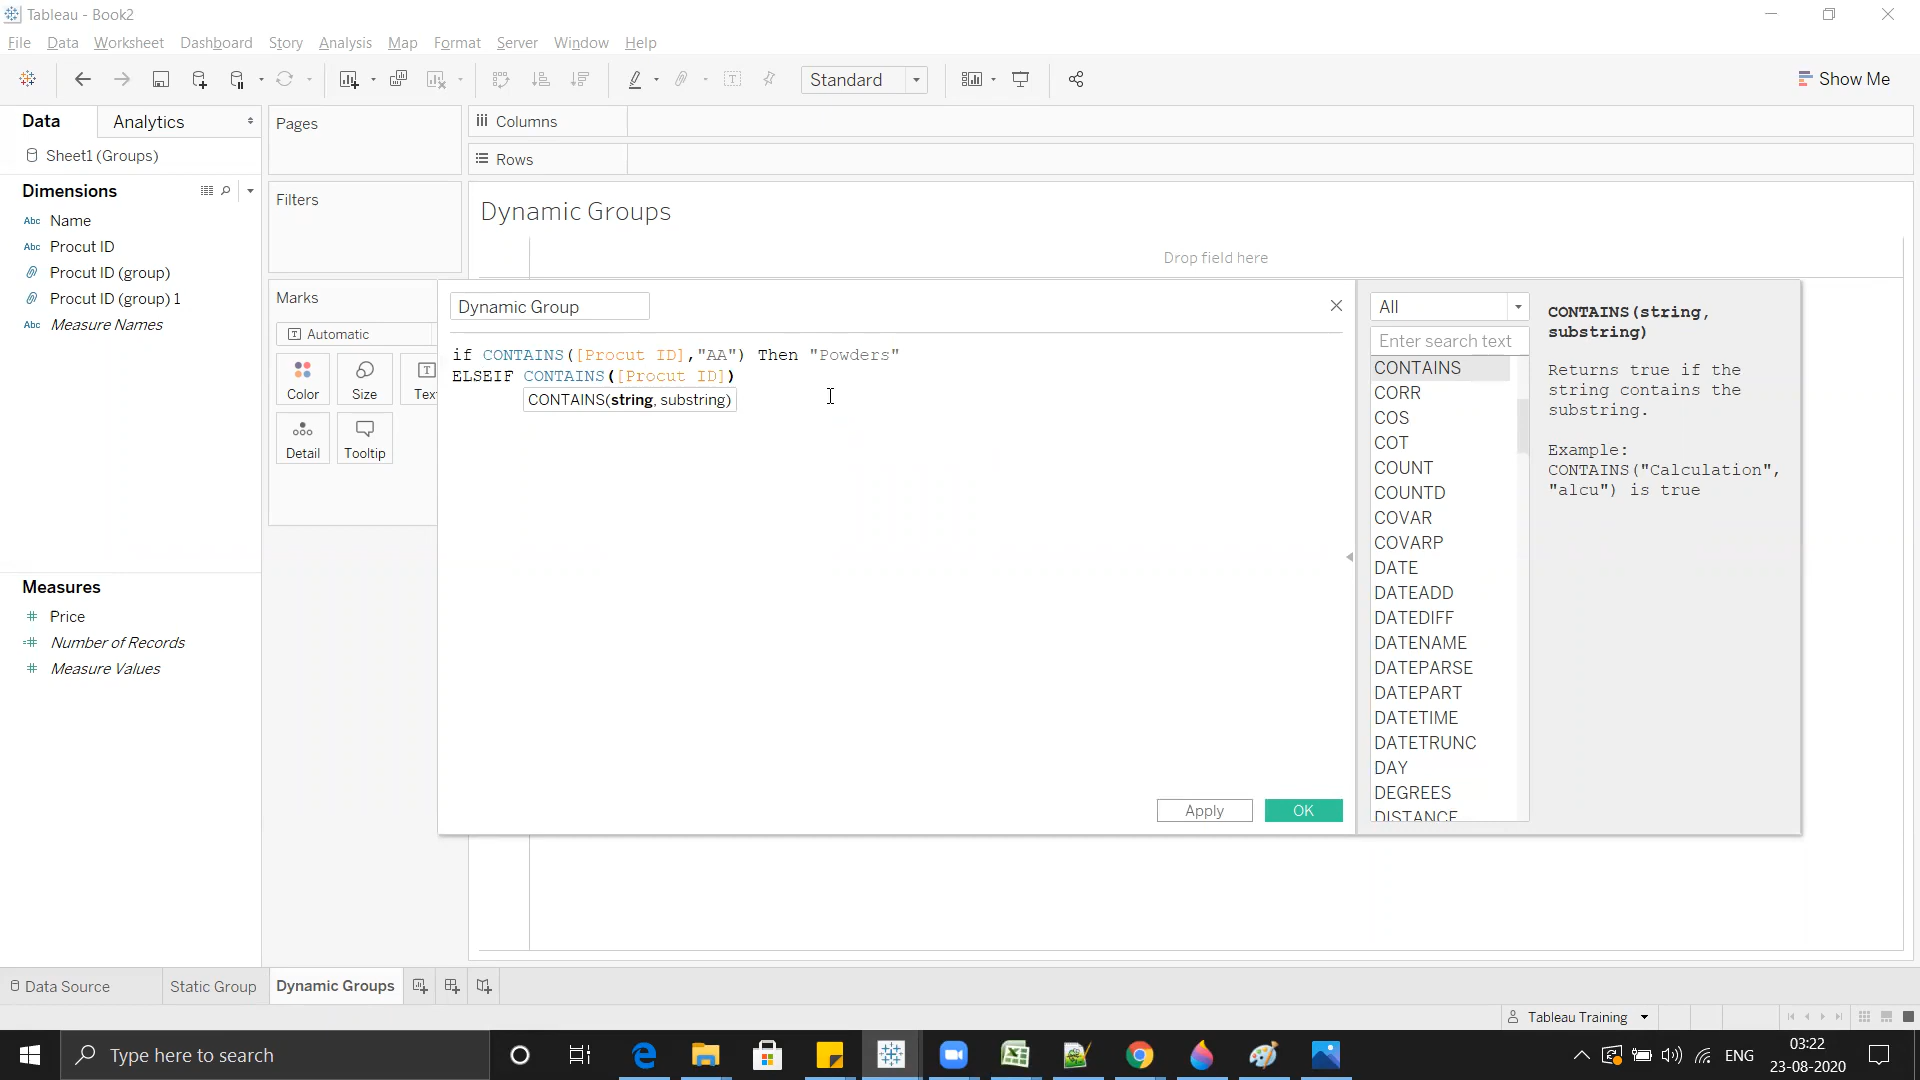 Tableau - Book2
File Data Worksheet Dashboard Story Analysis Map Format Server Window Help
Standard
Show Me
Data
Analytics
Pages
Columns
Sheet1 (Groups)
Rows
Dimensions
Filters
Name
Dynamic Groups
Procut ID
Drop field here
Procut ID (group)
Procut ID (group) 1
Marks
Measure Names
Automatic
Color
Size
Text
Detail
Tooltip
Dynamic Group
if CONTAINS([Procut ID],"AA") Then "Powders"
ELSEIF CONTAINS([Procut ID])
CONTAINS(string, substring)
Apply
OK
All
Enter search text
CONTAINS
CORR
COS
COT
COUNT
COUNTD
COVAR
COVARP
DATE
DATEADD
DATEDIFF
DATENAME
DATEPARSE
DATEPART
DATETIME
DATETRUNC
DAY
DEGREES
DISTANCE
CONTAINS(string,
substring)
Returns true if the
string contains the
substring.
Example:
CONTAINS("Calculation",
"alcu") is true
Measures
Price
Number of Records
Measure Values
Data Source
Static Group
Dynamic Groups
Tableau Training
Type here to search
ENG
03:22
23-08-2020